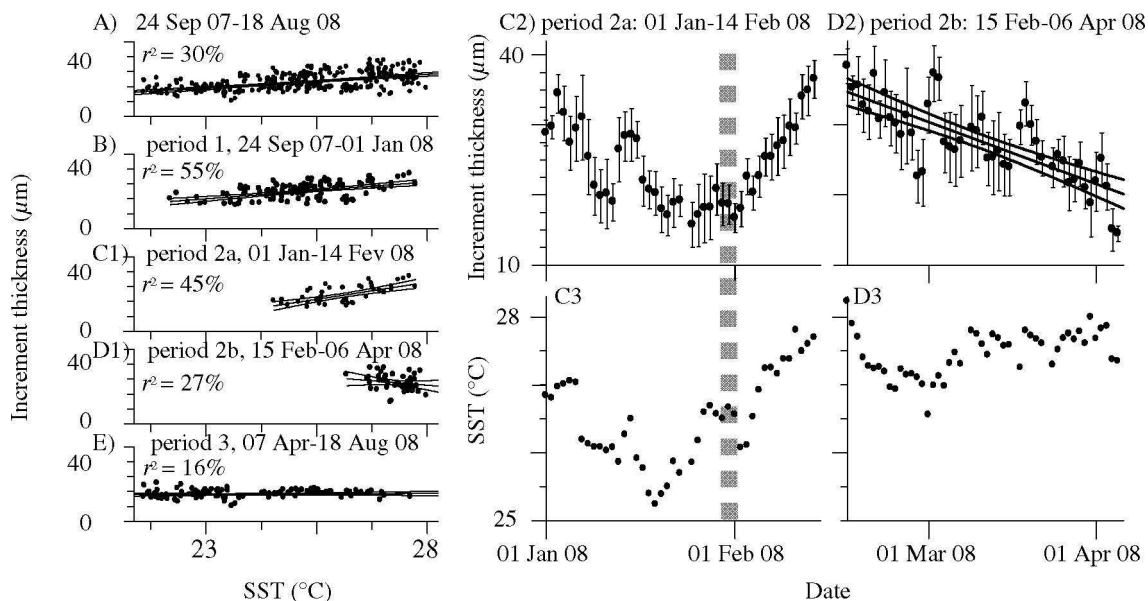 A) 24 Sep 07-18 Aug 08
r² = 30%
40
20
0
B) period 1, 24 Sep 07-01 Jan 08
r² = 55%
40
20
0
C1) period 2a, 01 Jan-14 Fev 08
r² = 45%
40
20
0
D1) period 2b, 15 Feb-06 Apr 08
r² = 27%
40
20
0
E) period 3, 07 Apr-18 Aug 08
r² = 16%
40
20
0
23 28
SST (°C)
Increment thickness (µm)
C2) period 2a: 01 Jan-14 Feb 08
40
10
Increment thickness (µm)
D2) period 2b: 15 Feb-06 Apr 08
C3
28
25
SST (°C)
D3
01 Jan 08 01 Feb 08 01 Mar 08 01 Apr 08
Date